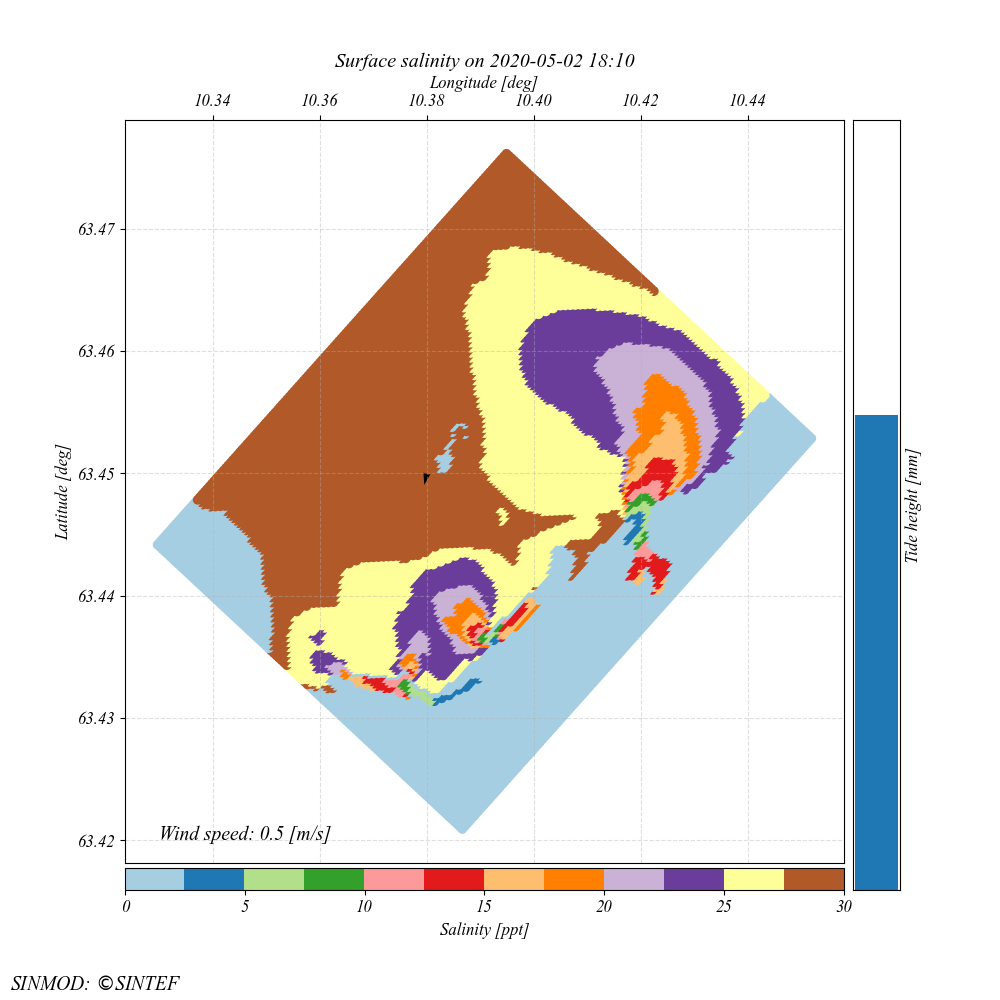 Surface salinity on 2020-05-02 18:10
Longitude [deg]
10.34 10.36 10.38 10.40 10.42 10.44
63.47
63.46
63.45
63.44
63.43
63.42
Latitude [deg]
Tide height [mm]
Wind speed: 0.5 [m/s]
0 5 10 15 20 25 30
Salinity [ppt]
SINMOD: ©SINTEF